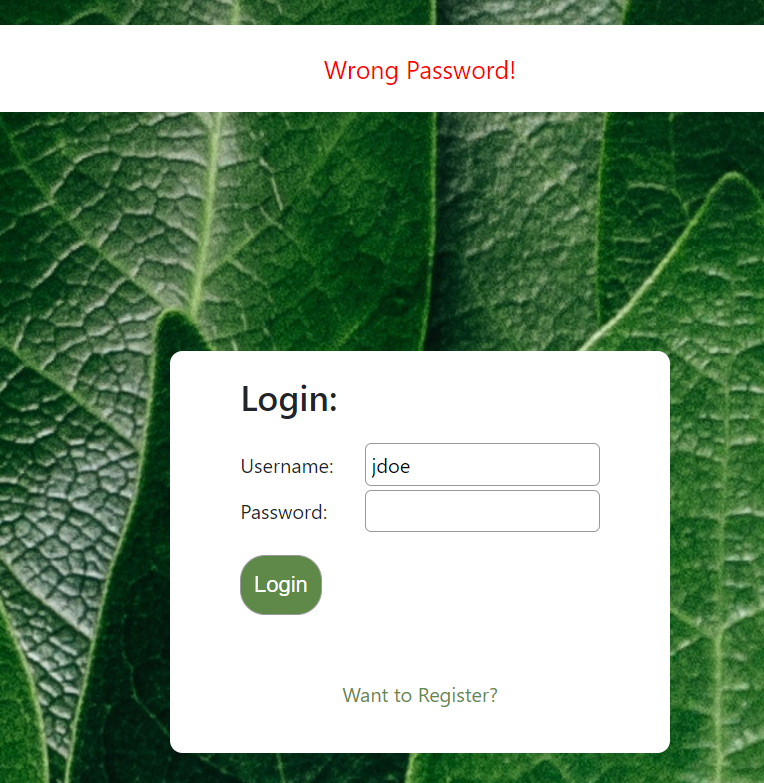 Wrong Password!
Login:
Username: jdoe
Password:
Login
Want to Register?